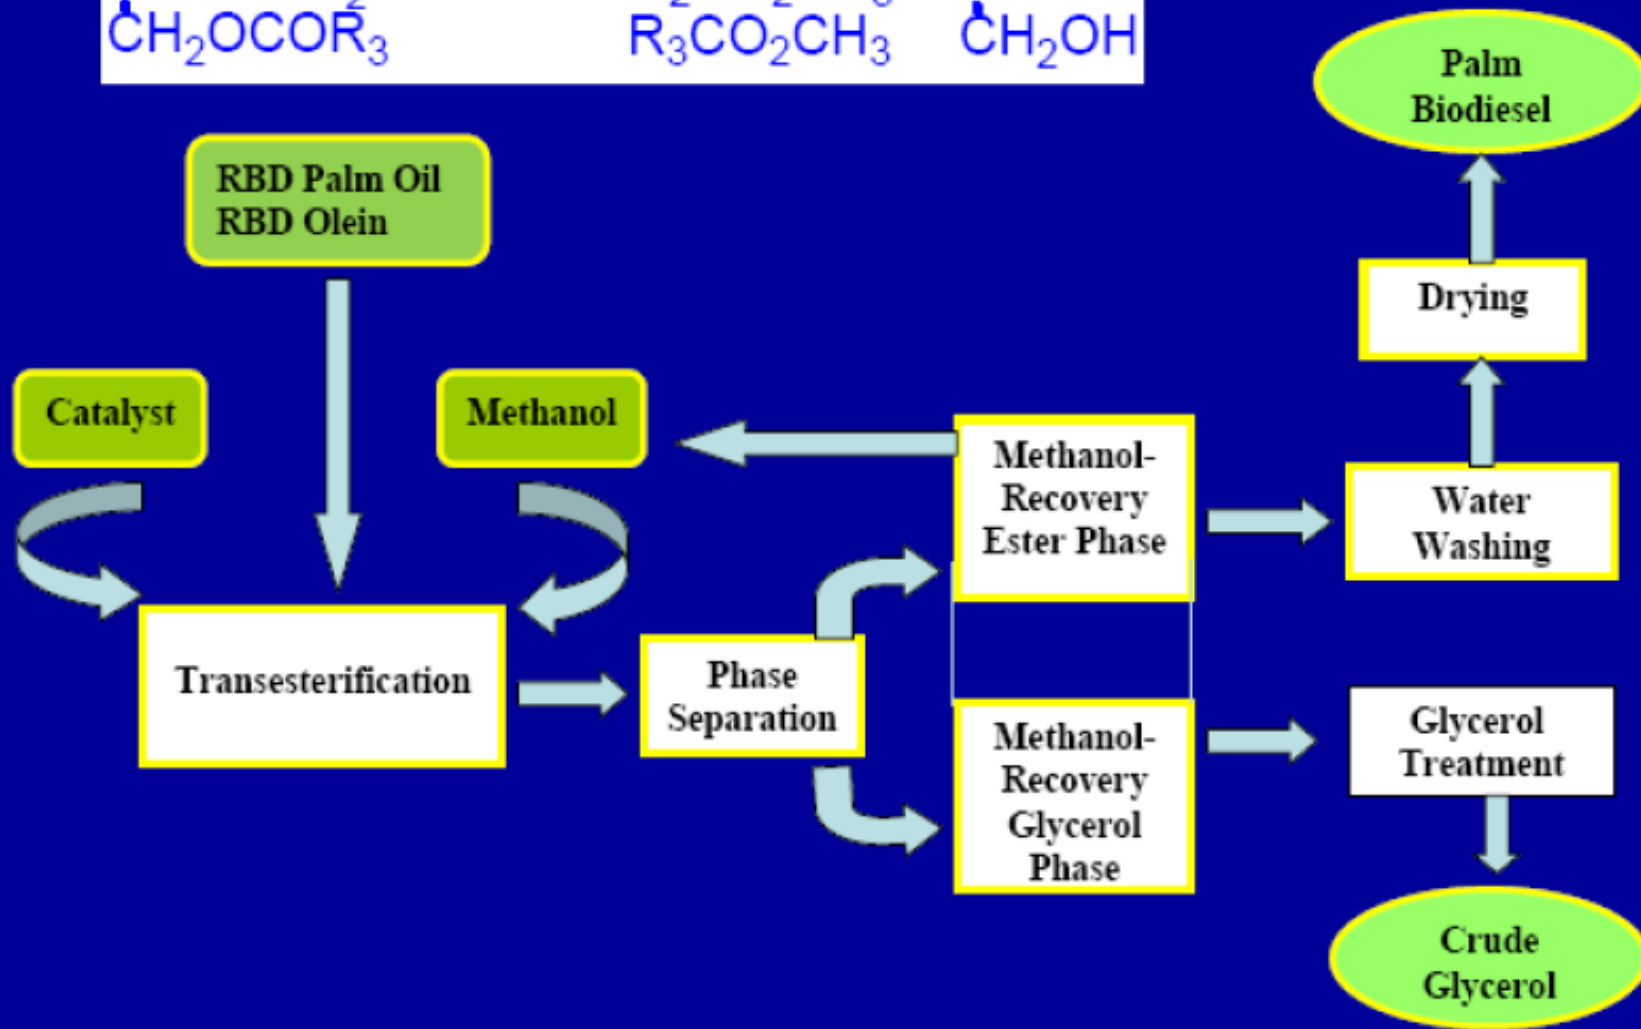 CH₂OCOR₃
R₃CO₂CH₃
CH₂OH
Palm
Biodiesel
RBD Palm Oil
RBD Olein
Drying
Catalyst
Methanol
Methanol-
Recovery
Ester Phase
Water
Washing
Transesterification
Phase
Separation
Methanol-
Recovery
Glycerol
Phase
Glycerol
Treatment
Crude
Glycerol